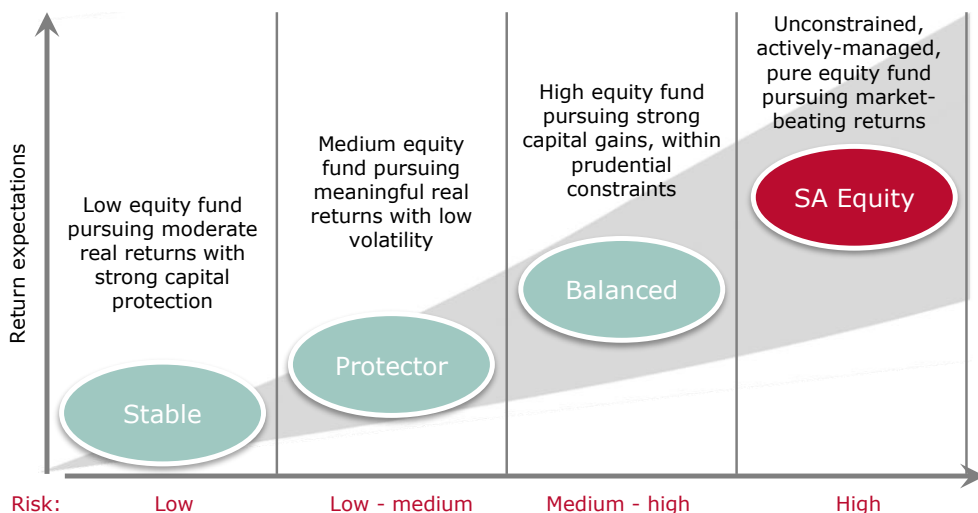 Return expectations
Low equity fund
pursuing moderate
real returns with
strong capital
protection
Stable
Medium equity
fund pursuing
meaningful real
returns with low
volatility
Protector
High equity fund
pursuing strong
capital gains, within
prudential
constraints
Balanced
Unconstrained,
actively-managed,
pure equity fund
pursuing market-
beating returns
SA Equity
Risk:
Low
Low - medium
Medium - high
High